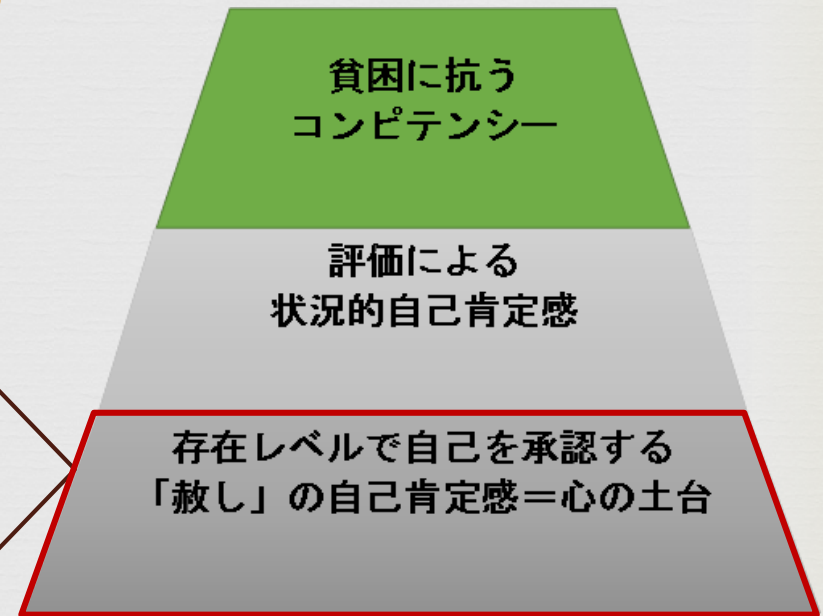 貧困に抗う
コンピテンシー
評価による
状況的自己肯定感
存在レベルで自己を承認する
「赦し」の自己肯定感＝心の土台